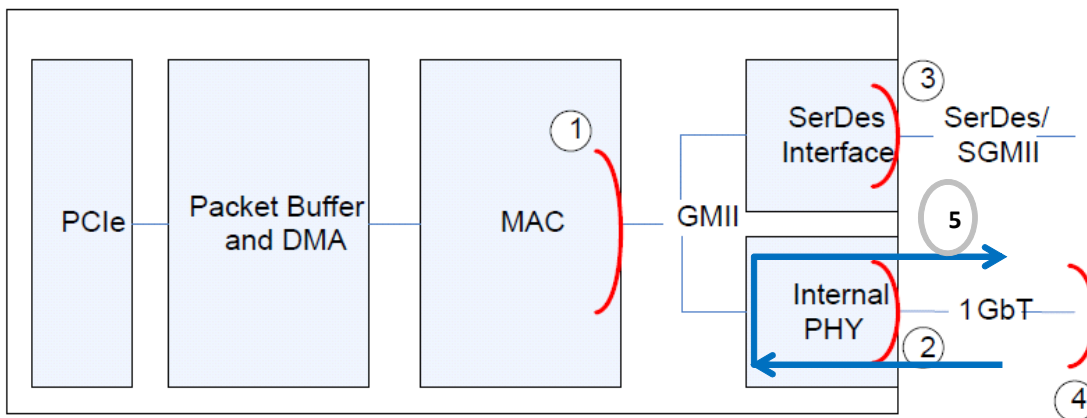 PCIe
Packet Buffer
and DMA
1
MAC
GMII
3
SerDes
Interface
SerDes/
SGMII
5
Internal
PHY
1GbT
2
4